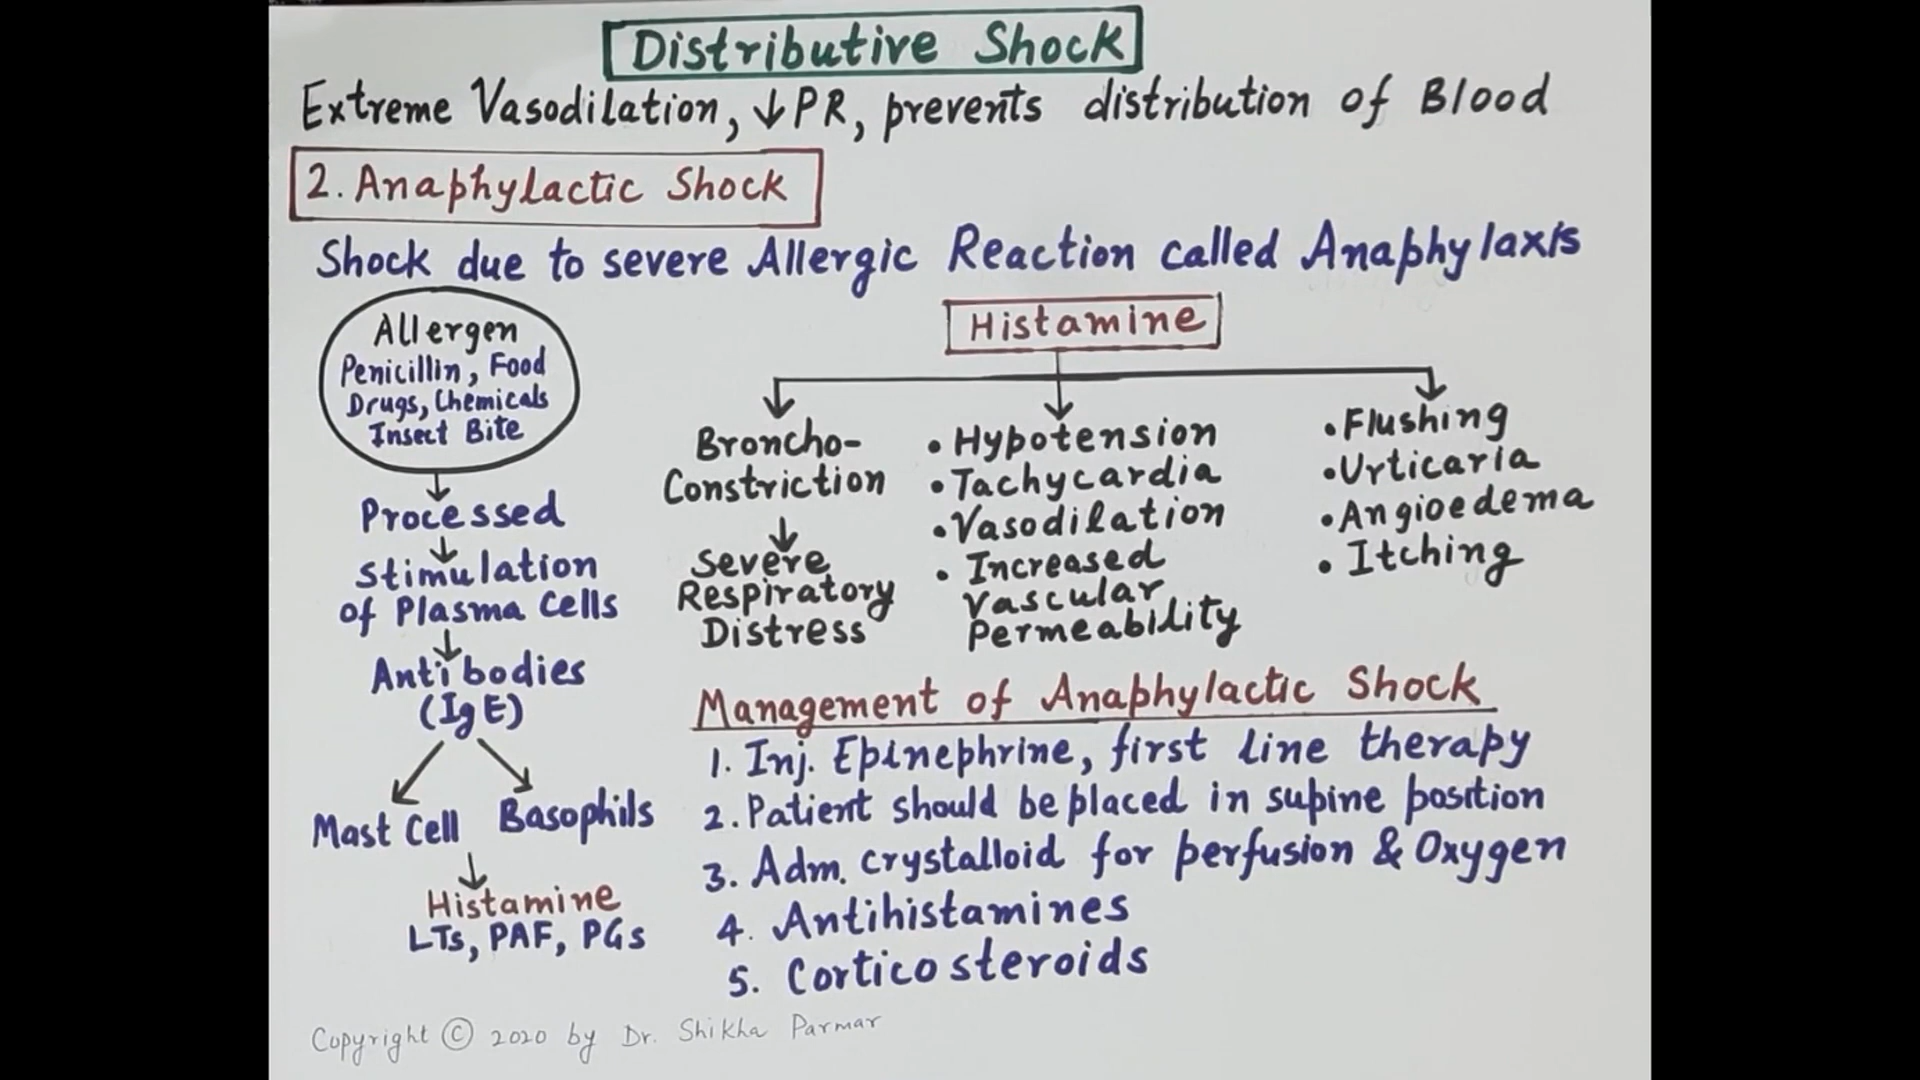 Distributive Shock
Extreme Vasodilation, ↓PR, prevents distribution of Blood
2. Anaphylactic Shock
Shock due to severe Allergic Reaction called Anaphylaxis
Allergen
Penicillin, Food
Drugs, Chemicals
Insect Bite
Processed
Stimulation
of Plasma Cells
Antibodies
(IgE)
Mast Cell Basophils
Histamine
LTs, PAF, PGs
Histamine
Broncho-
Constriction
Severe
Respiratory
Distress
• Hypotension
• Tachycardia
• Vasodilation
• Increased
Vascular
Permeability
• Flushing
• Urticaria
• Angioedema
• Itching
Management of Anaphylactic Shock
1. Inj. Epinephrine, first line therapy
2. Patient should be placed in supine position
3. Adm. crystalloid for perfusion & Oxygen
4. Antihistamines
5. Corticosteroids
Copyright © 2020 by Dr. Shikha Parmar